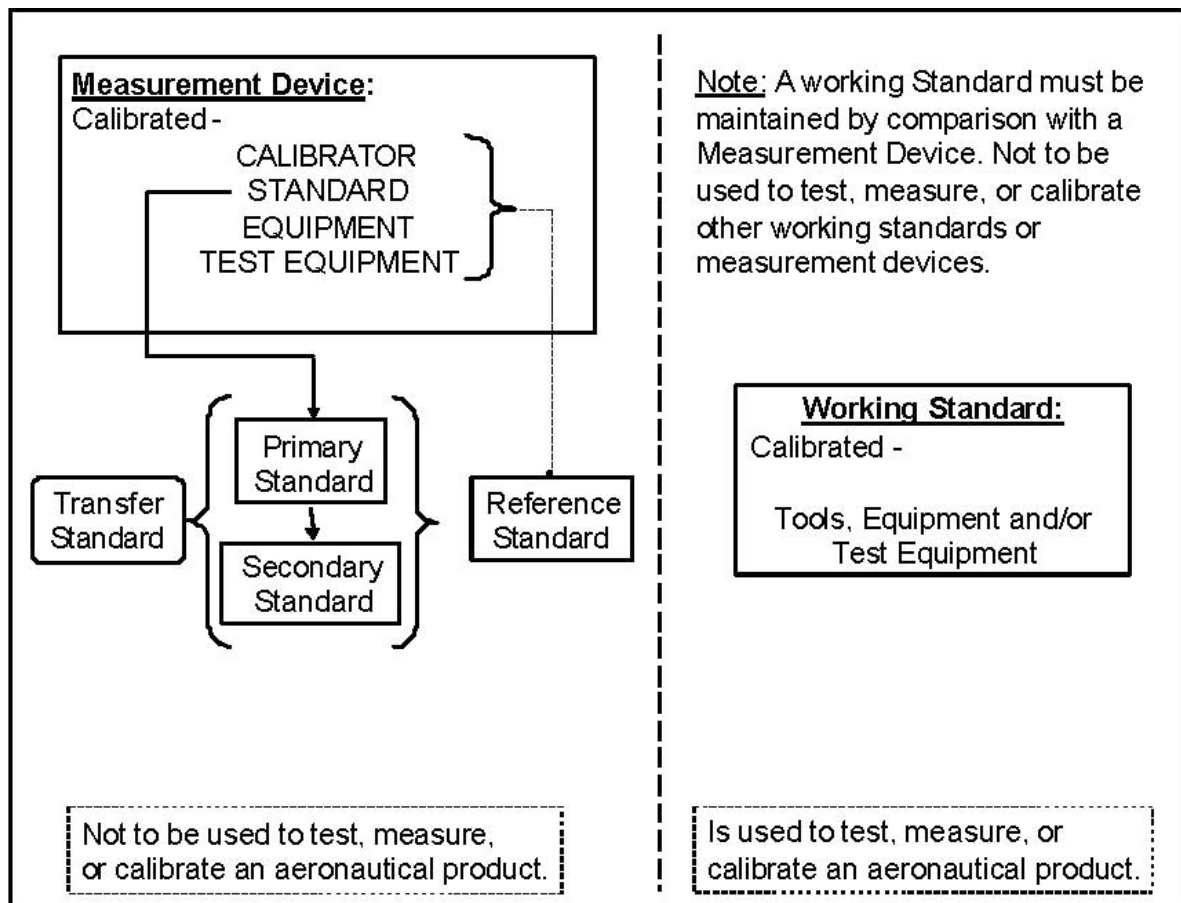 Measurement Device:
Calibrated -
CALIBRATOR
STANDARD
EQUIPMENT
TEST EQUIPMENT
Primary
Standard
Secondary
Standard
Transfer
Standard
Reference
Standard
Not to be used to test, measure,
or calibrate an aeronautical product.
Note: A working Standard must be
maintained by comparison with a
Measurement Device. Not to be
used to test, measure, or calibrate
other working standards or
measurement devices.
Working Standard:
Calibrated -
Tools, Equipment and/or
Test Equipment
Is used to test, measure, or
calibrate an aeronautical product.